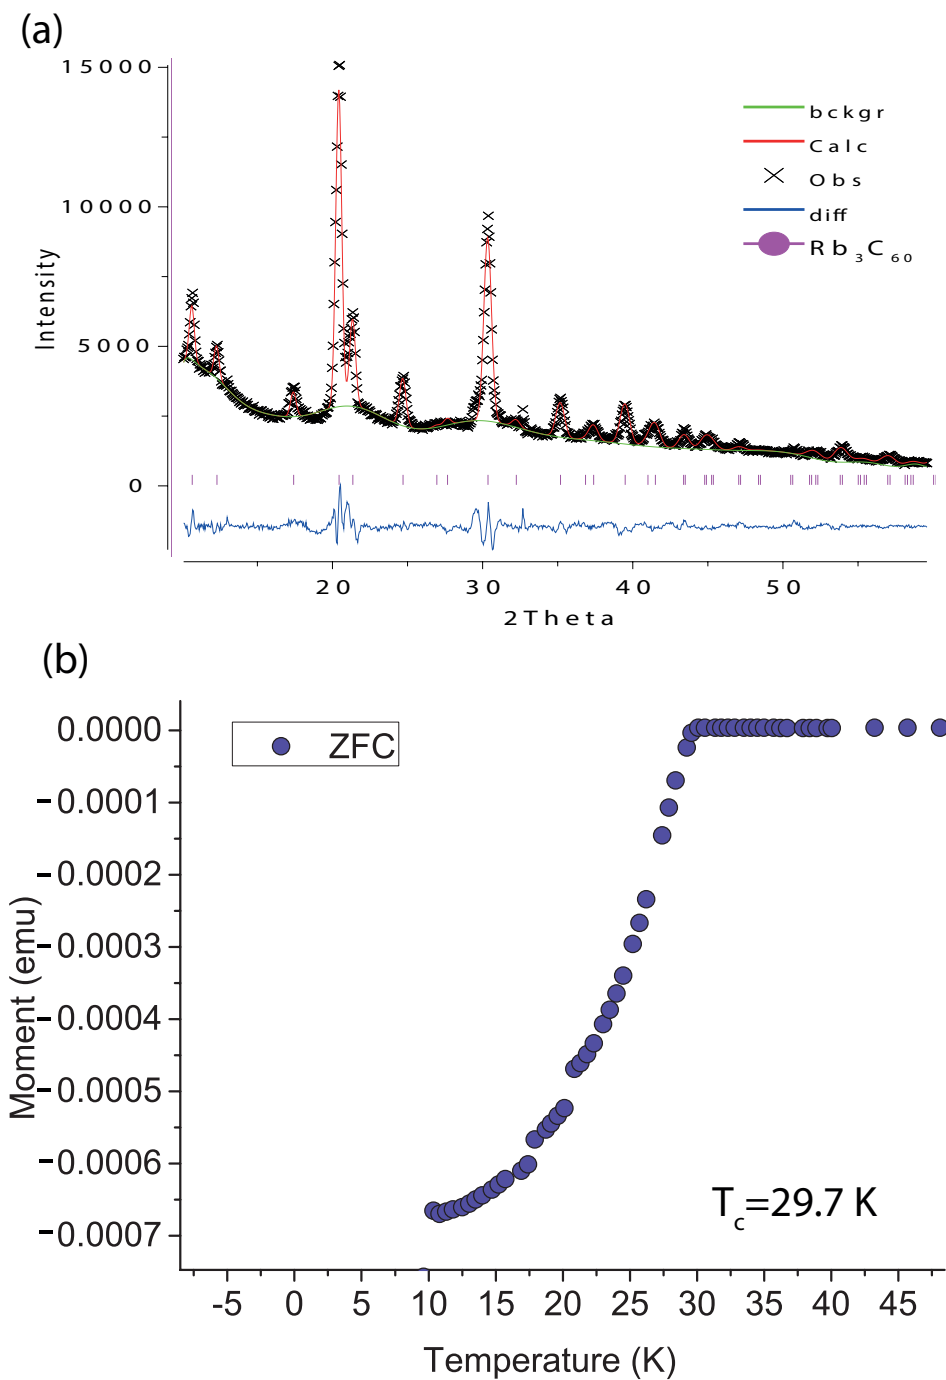 (a)
15000
10000
5000
0
Intensity
bckgr
Calc
Obs
diff
Rb₃C₆₀
20 30 40 50
2Theta
(b)
0.0000
−0.0001
−0.0002
−0.0003
−0.0004
−0.0005
−0.0006
−0.0007
Moment (emu)
ZFC
T꜀=29.7 K
-5 0 5 10 15 20 25 30 35 40 45
Temperature (K)